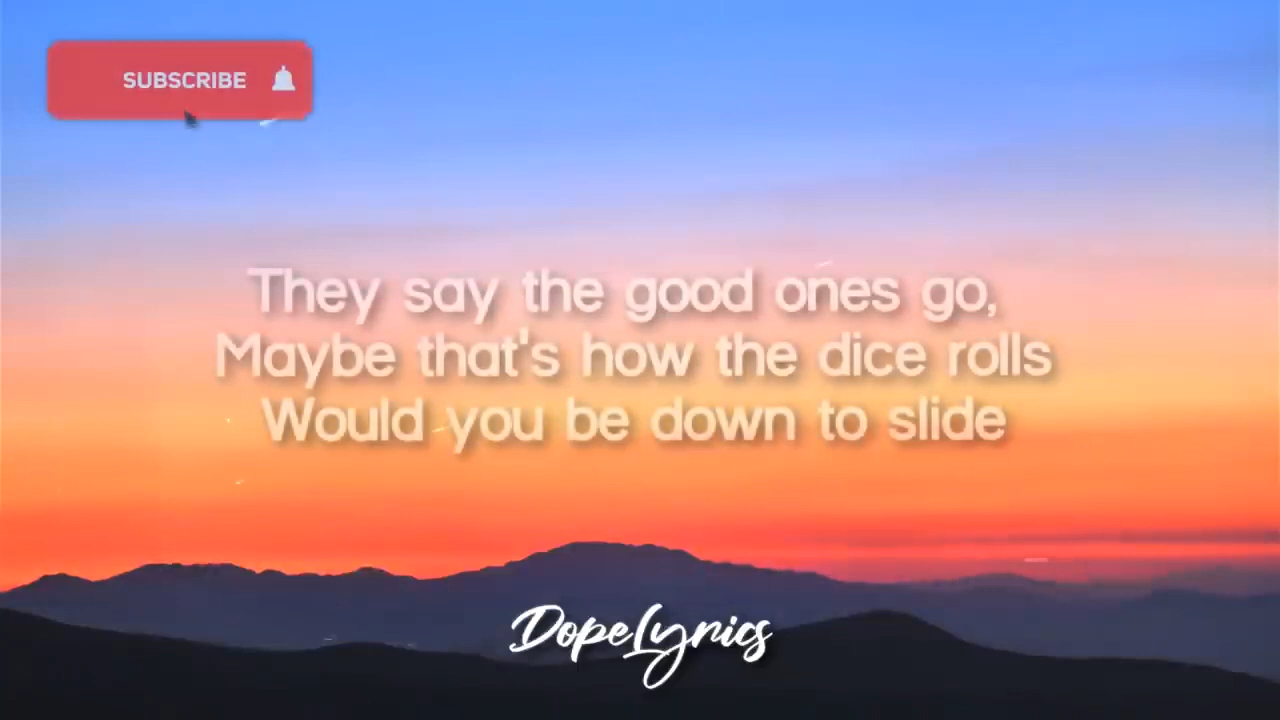 SUBSCRIBE
They say the good ones go,
Maybe that's how the dice rolls
Would you be down to slide
DopeLyrics